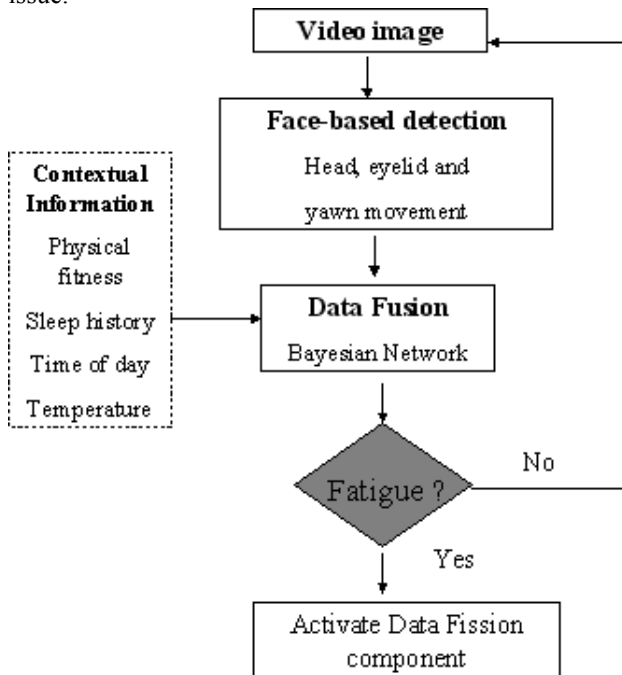 issue.
Video image
Face-based detection
Head, eyelid and
yawn movement
Contextual
Information
Physical
fitness
Sleep history
Time of day
Temperature
Data Fusion
Bayesian Network
Fatigue ?
No
Yes
Activate Data Fission
component